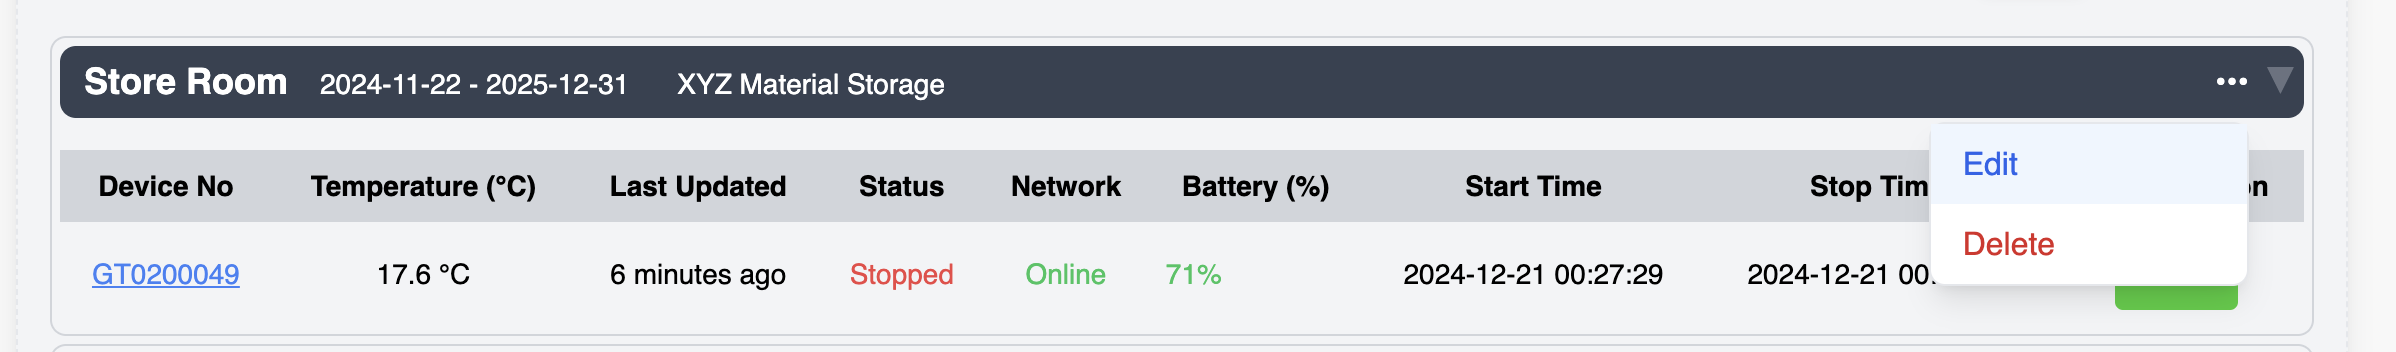 Store Room 2024-11-22 - 2025-12-31 XYZ Material Storage •••
Edit
Delete
Device No Temperature (°C) Last Updated Status Network Battery (%) Start Time Stop
GT0200049 17.6 °C 6 minutes ago Stopped Online 71% 2024-12-21 00:27:29 2024-12-21